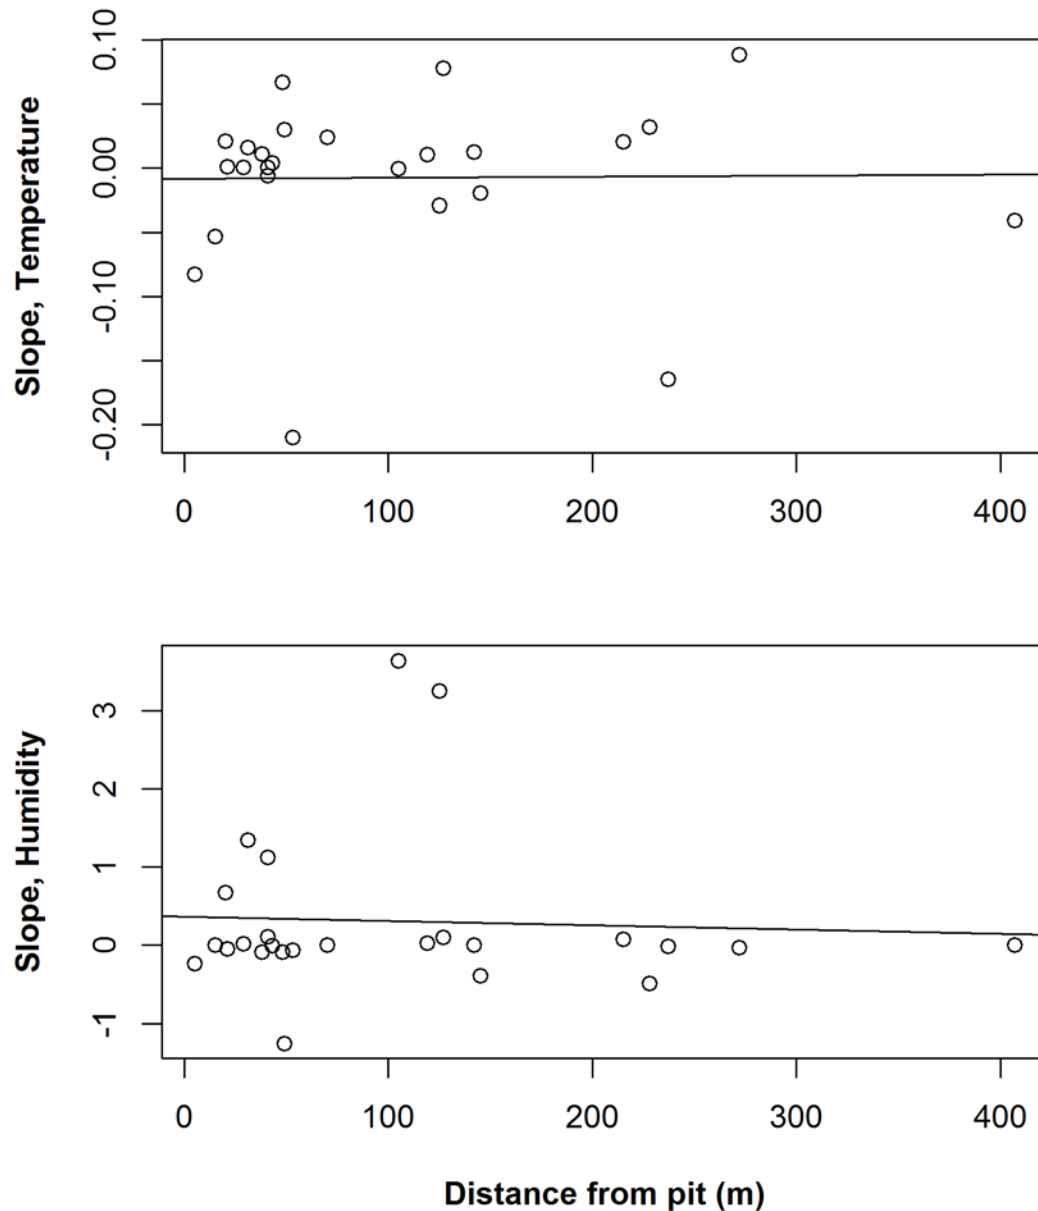 Slope, Temperature
0.10
0.00
-0.10
-0.20
0 100 200 300 400
Slope, Humidity
3
2
1
0
-1
0 100 200 300 400
Distance from pit (m)